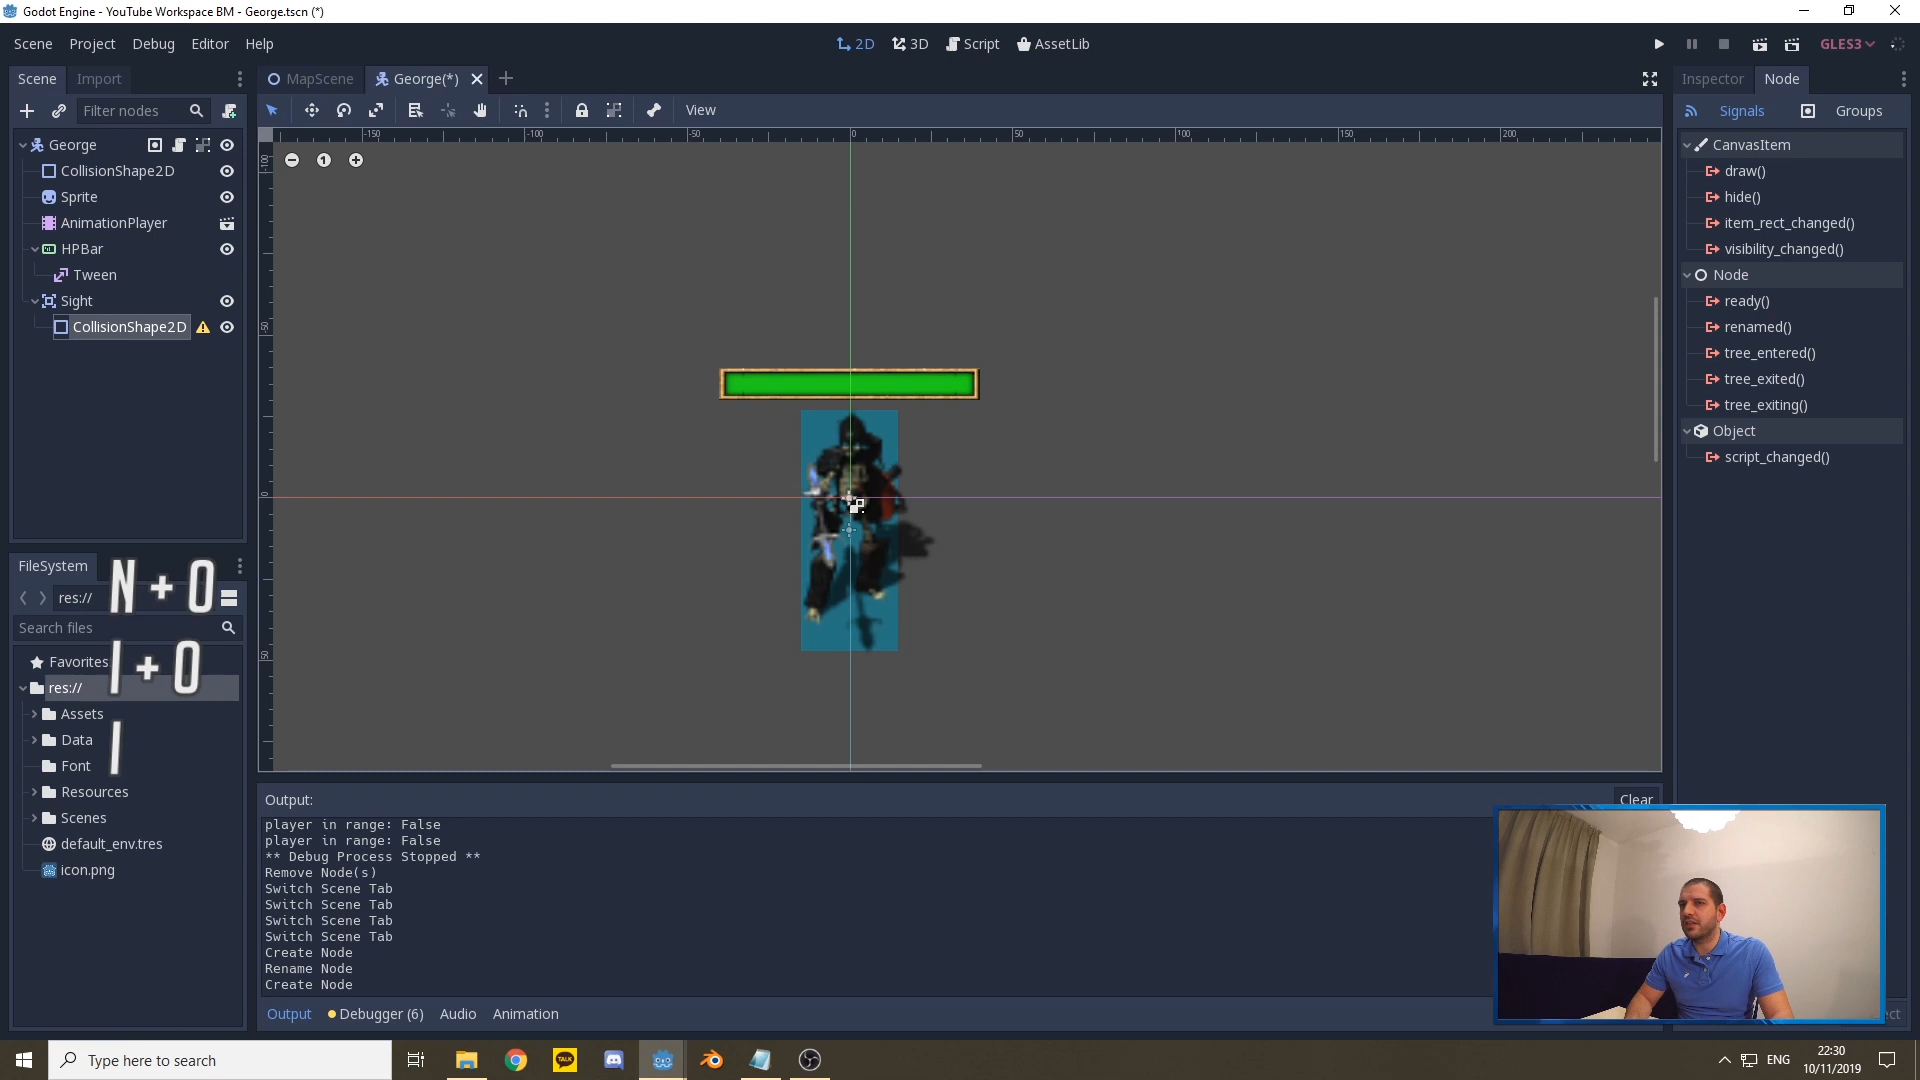 Godot Engine - YouTube Workspace BM - George.tscn (*)
Scene Project Debug Editor Help
2D 3D Script AssetLib
GLES3
Scene Import
MapScene George(*)
Inspector Node
Filter nodes
View
Signals Groups
-150 -100 -50 0 50 100 150 200
-100
-50
0
50
1
George
CollisionShape2D
Sprite
AnimationPlayer
HPBar
Tween
Sight
CollisionShape2D
CanvasItem
draw()
hide()
item_rect_changed()
visibility_changed()
Node
ready()
renamed()
tree_entered()
tree_exited()
tree_exiting()
Object
script_changed()
FileSystem
res://
Search files
Favorites
res://
Assets
Data
Font
Resources
Scenes
default_env.tres
icon.png
N + O
I + O
I
Output:
Clear
player in range: False
player in range: False
** Debug Process Stopped **
Remove Node(s)
Switch Scene Tab
Switch Scene Tab
Switch Scene Tab
Switch Scene Tab
Create Node
Rename Node
Create Node
Output Debugger (6) Audio Animation
Type here to search
TALK
ENG
22:30
10/11/2019